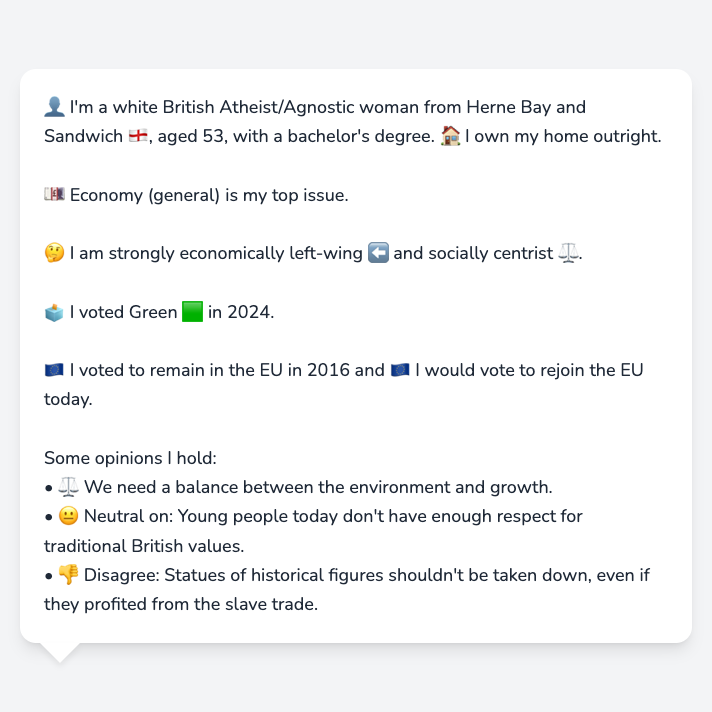 👤 I'm a white British Atheist/Agnostic woman from Herne Bay and
Sandwich 🏴󠁧󠁢󠁥󠁮󠁧󠁿, aged 53, with a bachelor's degree. 🏠 I own my home outright.
💷 Economy (general) is my top issue.
🤔 I am strongly economically left-wing ⬅️ and socially centrist ⚖️.
🗳️ I voted Green 🟩 in 2024.
🇪🇺 I voted to remain in the EU in 2016 and 🇪🇺 I would vote to rejoin the EU
today.
Some opinions I hold:
• ⚖️ We need a balance between the environment and growth.
• 😐 Neutral on: Young people today don't have enough respect for
traditional British values.
• 👎 Disagree: Statues of historical figures shouldn't be taken down, even if
they profited from the slave trade.